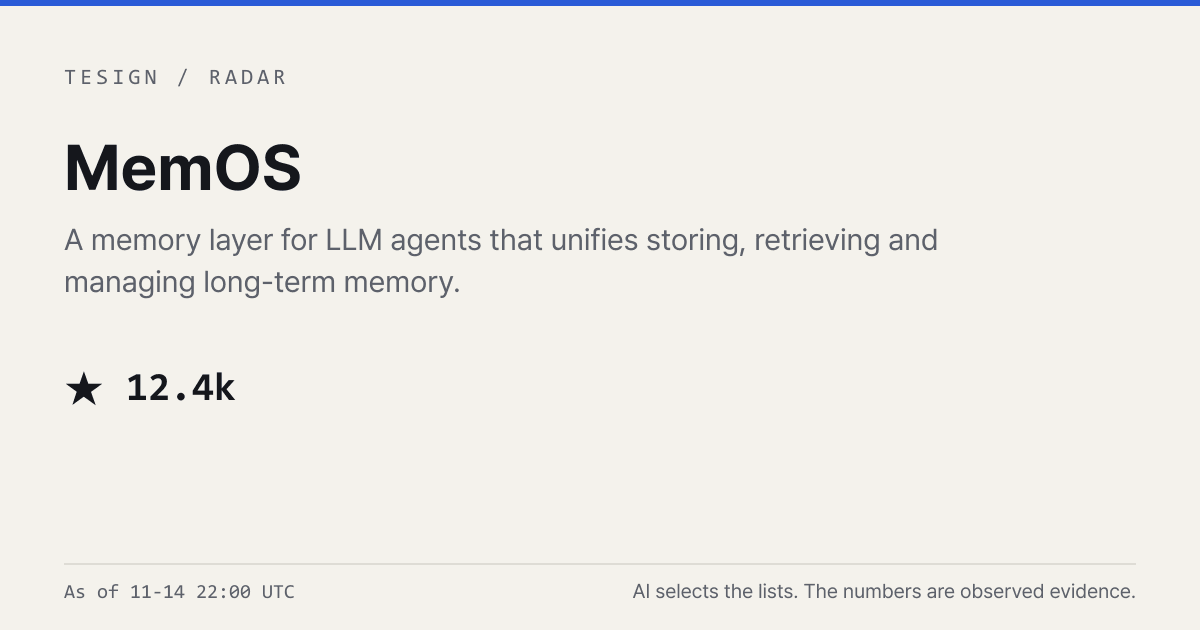 TESIGN / RADAR
MemOS
A memory layer for LLM agents that unifies storing, retrieving and
managing long-term memory.
★ 12.4k
As of 11-14 22:00 UTC
AI selects the lists. The numbers are observed evidence.